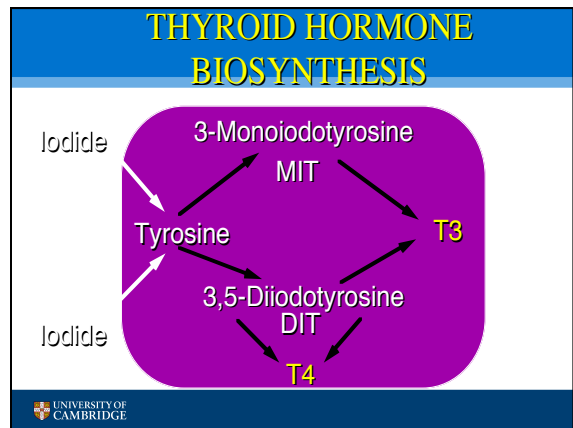 THYROID HORMONE
BIOSYNTHESIS
Iodide
3-Monoiodotyrosine
MIT
Tyrosine
T3
3,5-Diiodotyrosine
DIT
Iodide
T4
UNIVERSITY OF
CAMBRIDGE